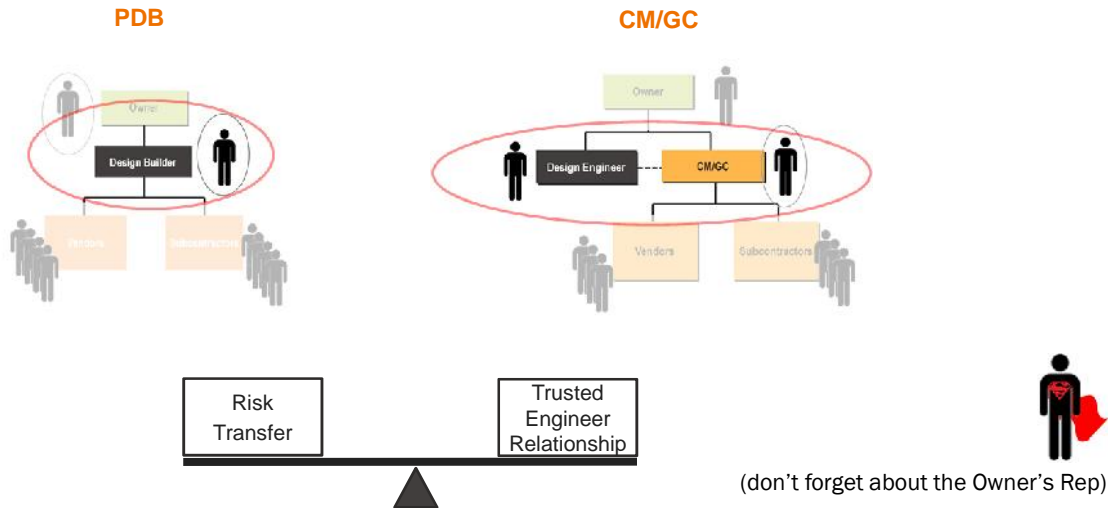 PDB
CM/GC
Owner
Design Builder
Vendors
Subcontractors
Owner
Design Engineer
CM/GC
Vendors
Subcontractors
Risk
Transfer
Trusted
Engineer
Relationship
(don’t forget about the Owner’s Rep)